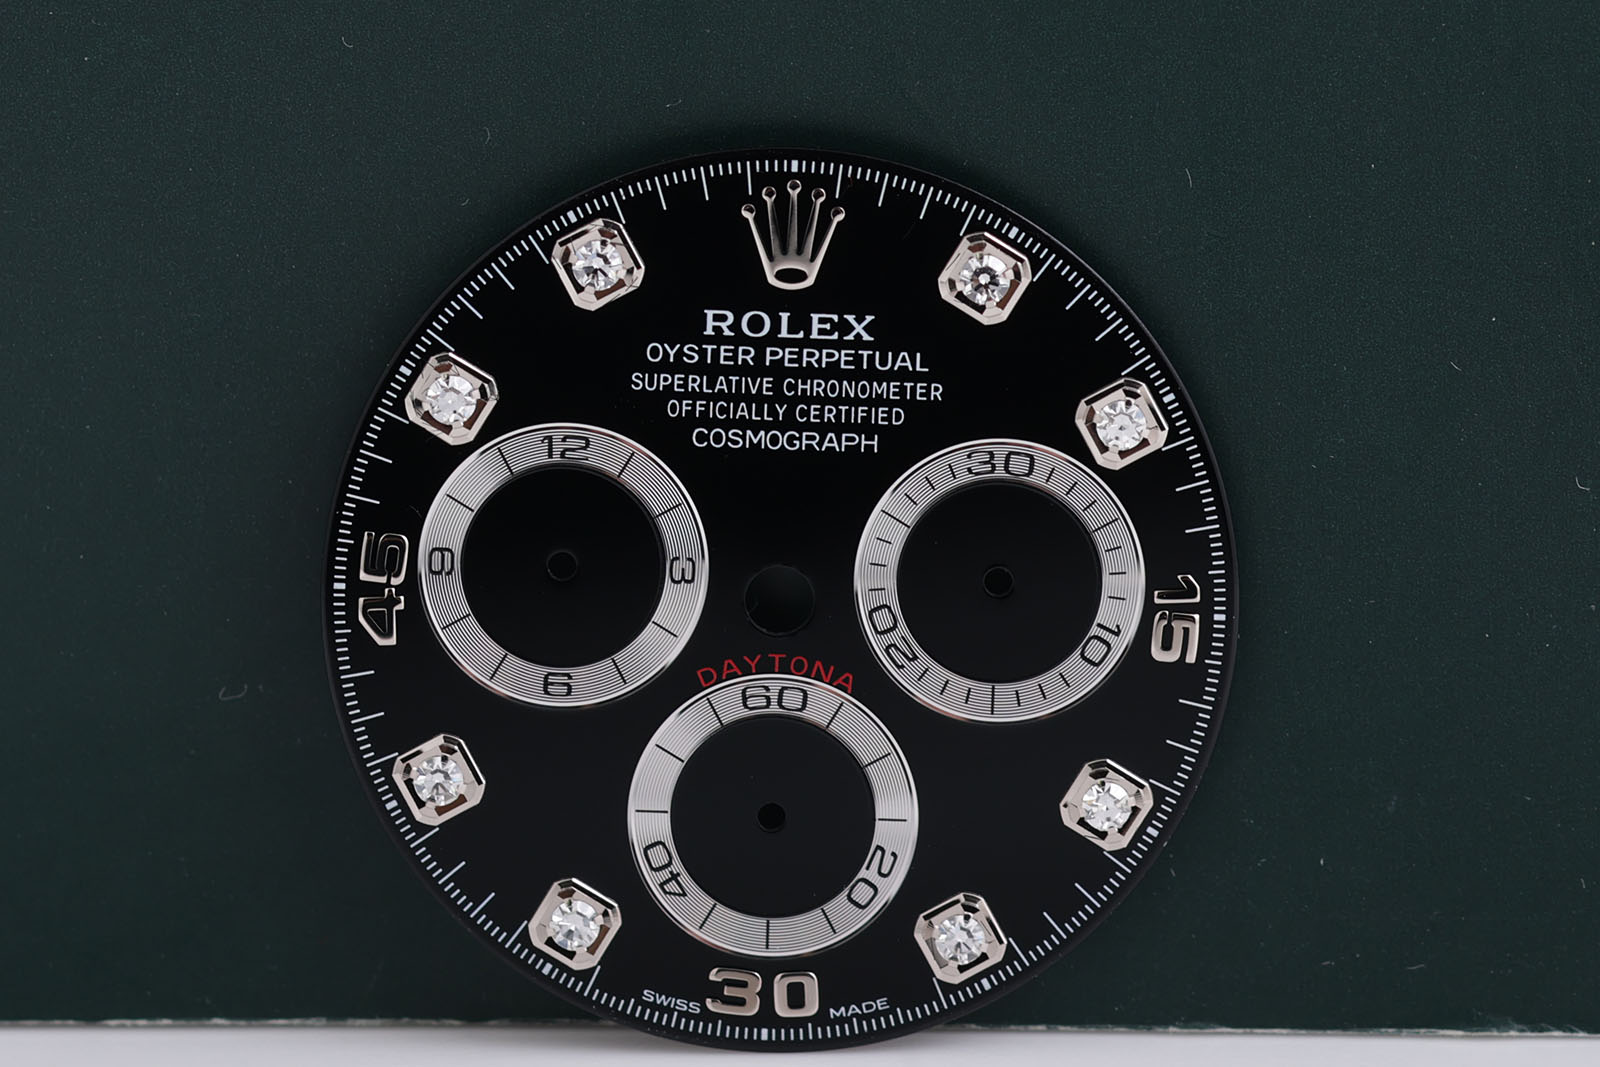 ROLEX
OYSTER PERPETUAL
SUPERLATIVE CHRONOMETER
OFFICIALLY CERTIFIED
COSMOGRAPH
12
3
6
9
30
10
20
45
15
DAYTONA
60
20
40
SWISS 30 MADE